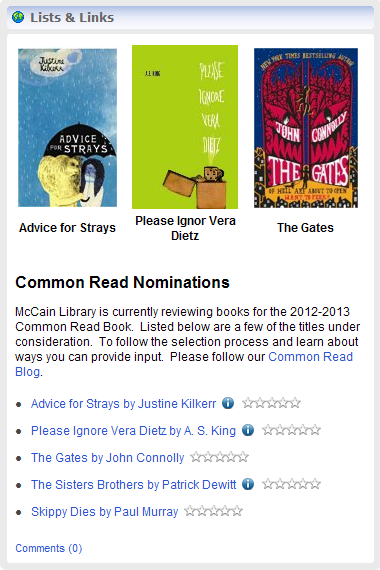 Lists & Links
Justine
Kilkerr
ADVICE
FOR STRAYS
A.S. KING
PLEASE
IGNORE
VERA
DIETZ
NEW YORK TIMES BESTSELLING AUTHOR
JOHN CONNOLLY
THE GATES
OF HELL ARE ABOUT TO OPEN
WANT TO PEEK?
Advice for Strays
Please Ignor Vera
Dietz
The Gates
Common Read Nominations
McCain Library is currently reviewing books for the 2012-2013
Common Read Book. Listed below are a few of the titles under
consideration. To follow the selection process and learn about
ways you can provide input. Please follow our Common Read
Blog.
Advice for Strays by Justine Kilkerr
Please Ignore Vera Dietz by A. S. King
The Gates by John Connolly
The Sisters Brothers by Patrick Dewitt
Skippy Dies by Paul Murray
Comments (0)